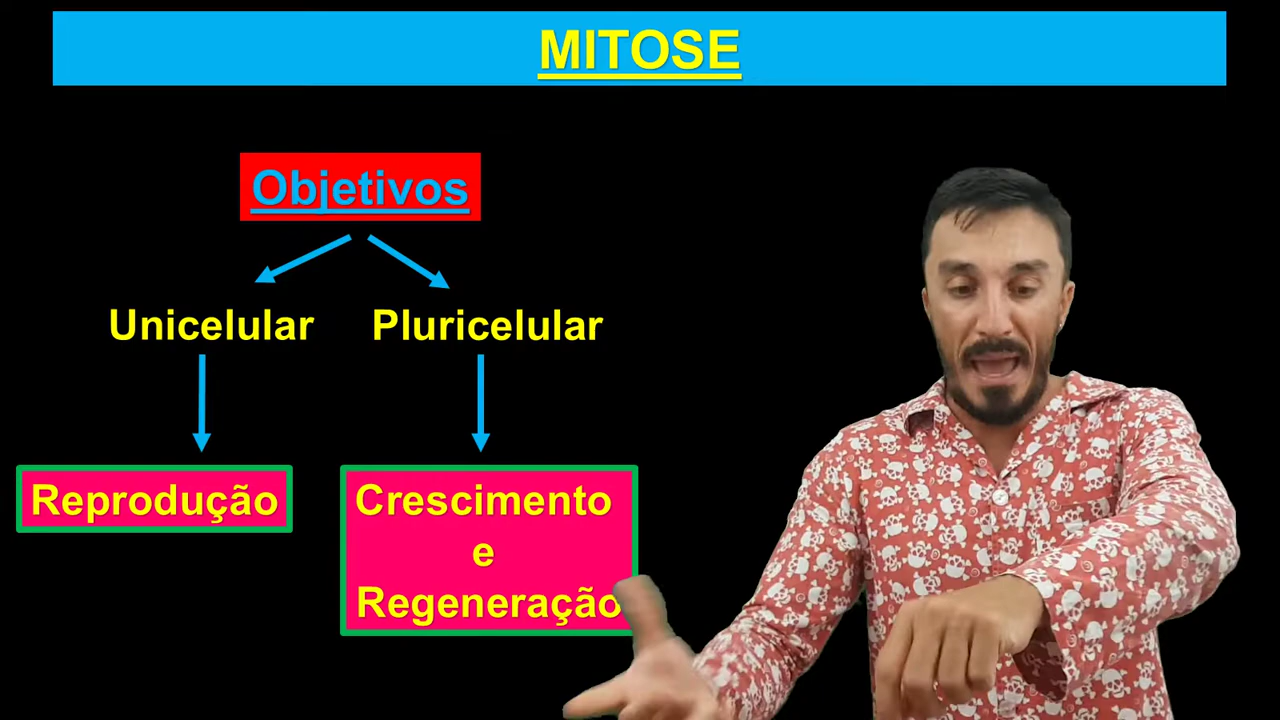 MITOSE
Objetivos
Unicelular
Pluricelular
Reprodução
Crescimento
e
Regeneração